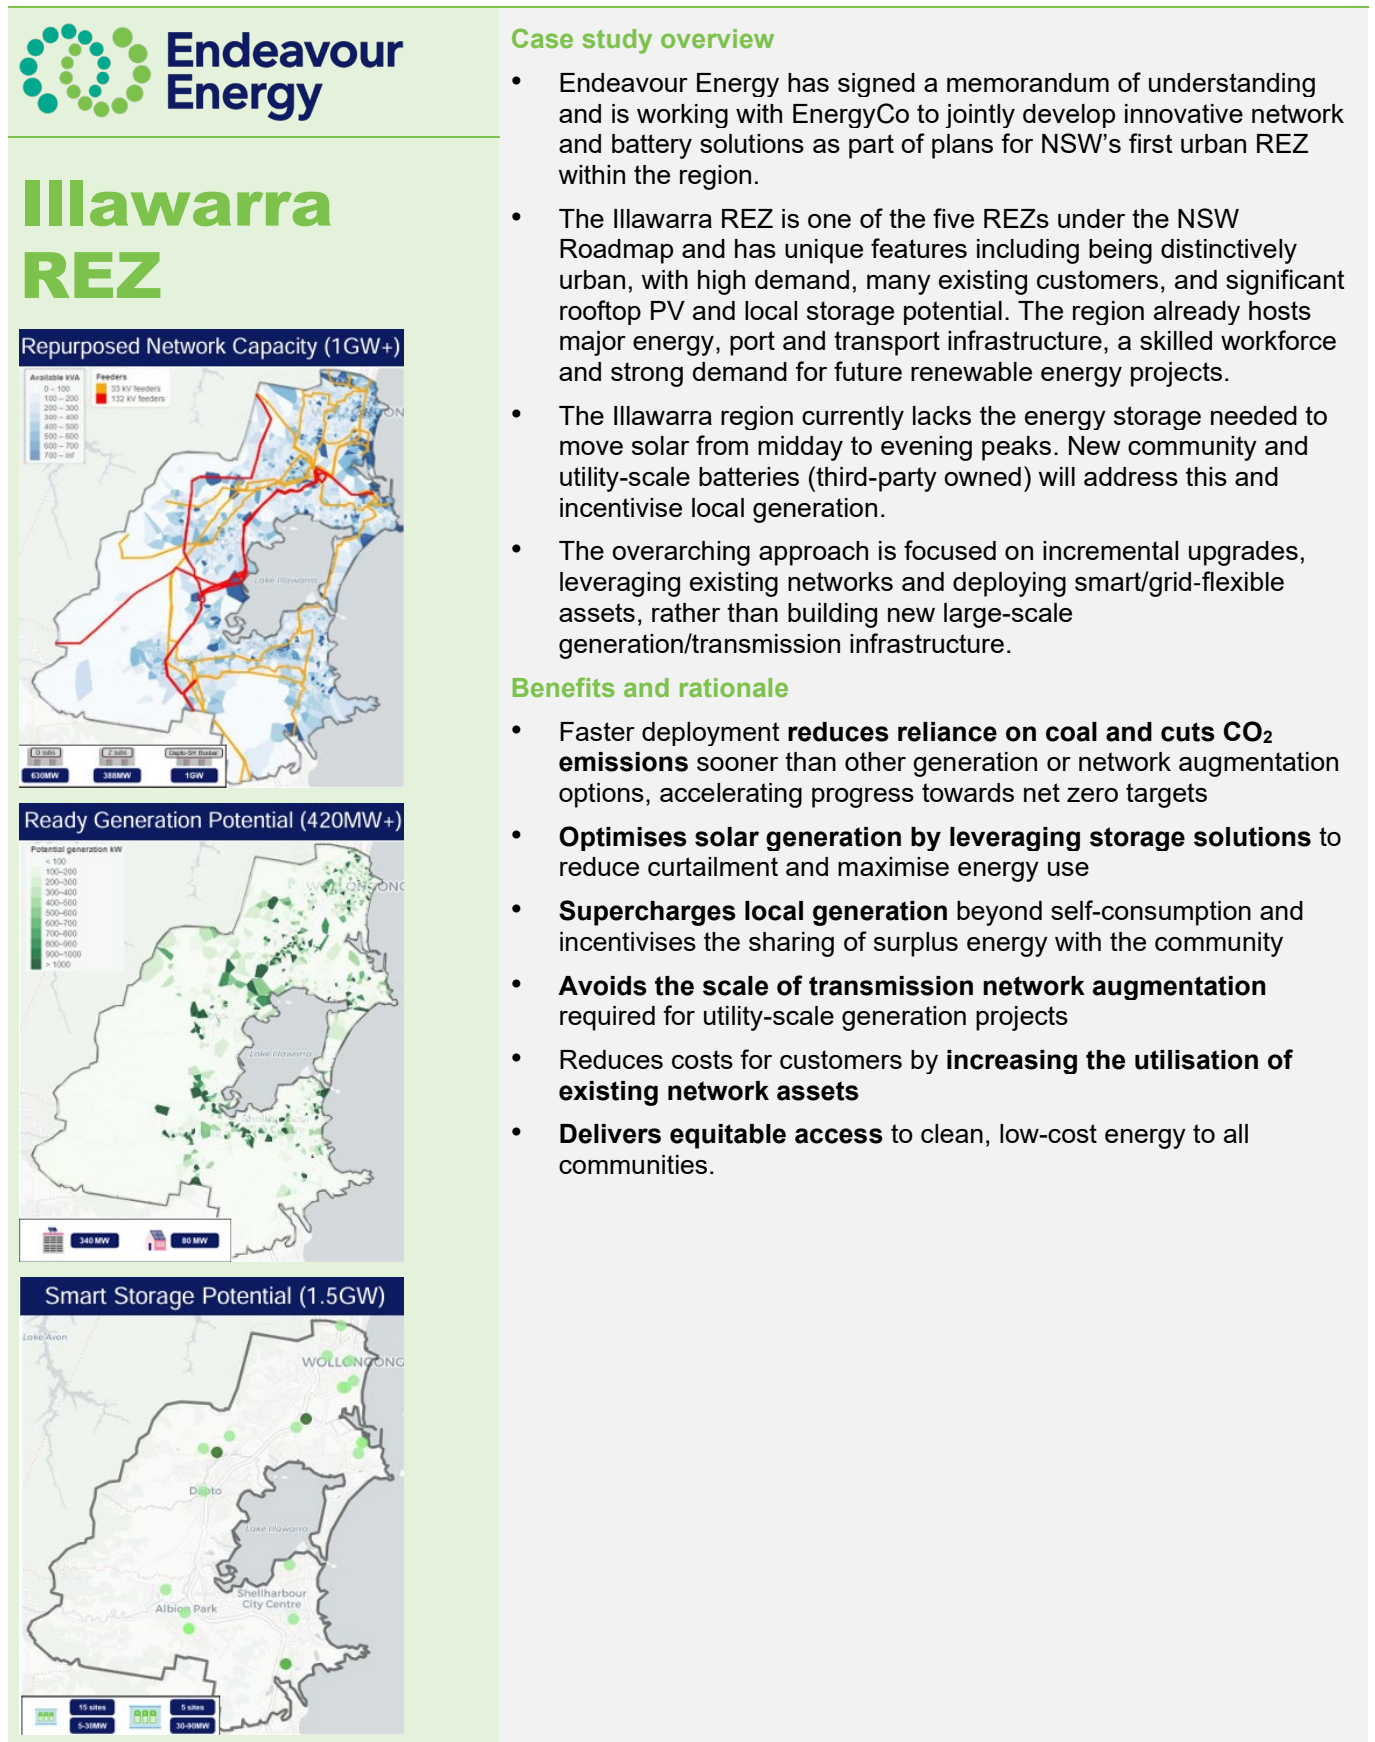 Endeavour
Energy
Illawarra
REZ
Repurposed Network Capacity (1GW+)
Available kVA
0 – 100
100 – 200
200 – 300
300 – 400
400 – 500
500 – 600
600 – 700
700 – Inf
Feeders
33 kV feeders
132 kV feeders
Lake Illawarra
Z subs
630MW
388MW
1GW
Ready Generation Potential (420MW+)
Potential generation kW
< 100
100–200
200–300
300–400
400–500
500–600
600–700
700–800
800–900
900–1000
> 1000
WOLLONGONG
Lake Illawarra
340 MW
80 MW
Smart Storage Potential (1.5GW)
Lake Avon
WOLLONGONG
Dapto
Lake Illawarra
Shellharbour
City Centre
Albion Park
15 sites
5-30MW
5 sites
30-90MW
Case study overview
• Endeavour Energy has signed a memorandum of understanding
and is working with EnergyCo to jointly develop innovative network
and battery solutions as part of plans for NSW’s first urban REZ
within the region.
• The Illawarra REZ is one of the five REZs under the NSW
Roadmap and has unique features including being distinctively
urban, with high demand, many existing customers, and significant
rooftop PV and local storage potential. The region already hosts
major energy, port and transport infrastructure, a skilled workforce
and strong demand for future renewable energy projects.
• The Illawarra region currently lacks the energy storage needed to
move solar from midday to evening peaks. New community and
utility-scale batteries (third-party owned) will address this and
incentivise local generation.
• The overarching approach is focused on incremental upgrades,
leveraging existing networks and deploying smart/grid-flexible
assets, rather than building new large-scale
generation/transmission infrastructure.
Benefits and rationale
• Faster deployment reduces reliance on coal and cuts CO₂
emissions sooner than other generation or network augmentation
options, accelerating progress towards net zero targets
• Optimises solar generation by leveraging storage solutions to
reduce curtailment and maximise energy use
• Supercharges local generation beyond self-consumption and
incentivises the sharing of surplus energy with the community
• Avoids the scale of transmission network augmentation
required for utility-scale generation projects
• Reduces costs for customers by increasing the utilisation of
existing network assets
• Delivers equitable access to clean, low-cost energy to all
communities.